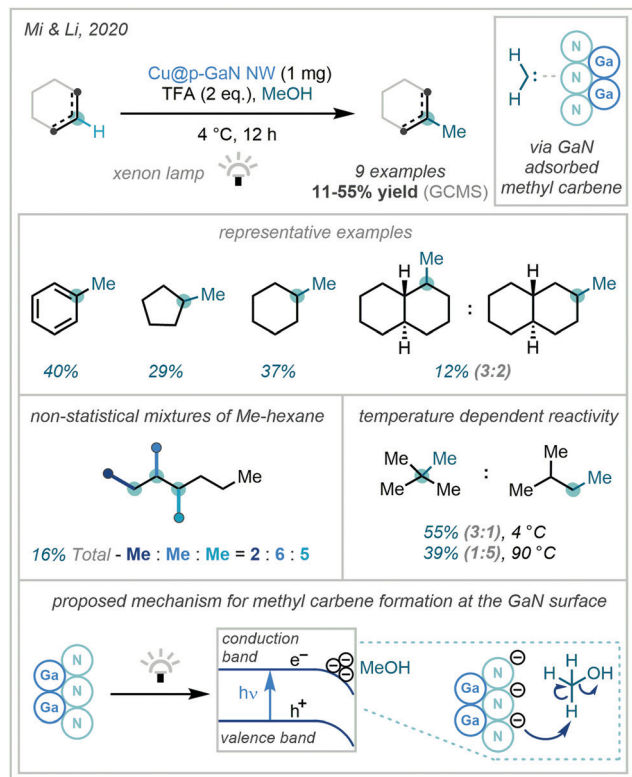 Mi & Li, 2020
Cu@p-GaN NW (1 mg)
TFA (2 eq.), MeOH
4 °C, 12 h
xenon lamp
H
Me
9 examples
11-55% yield (GCMS)
H
H
N
N
N
Ga
Ga
via GaN
adsorbed
methyl carbene
representative examples
Me
Me
Me
H Me
H
H
Me
H
:
40%
29%
37%
12% (3:2)
non-statistical mixtures of Me-hexane
Me
16% Total - Me : Me : Me = 2 : 6 : 5
temperature dependent reactivity
Me Me
Me Me
:
Me
Me
Me
55% (3:1), 4 °C
39% (1:5), 90 °C
proposed mechanism for methyl carbene formation at the GaN surface
Ga
Ga
N
N
N
conduction
band
e−
hν
h+
valence band
MeOH
Ga
Ga
N
N
N
H
H
H
OH